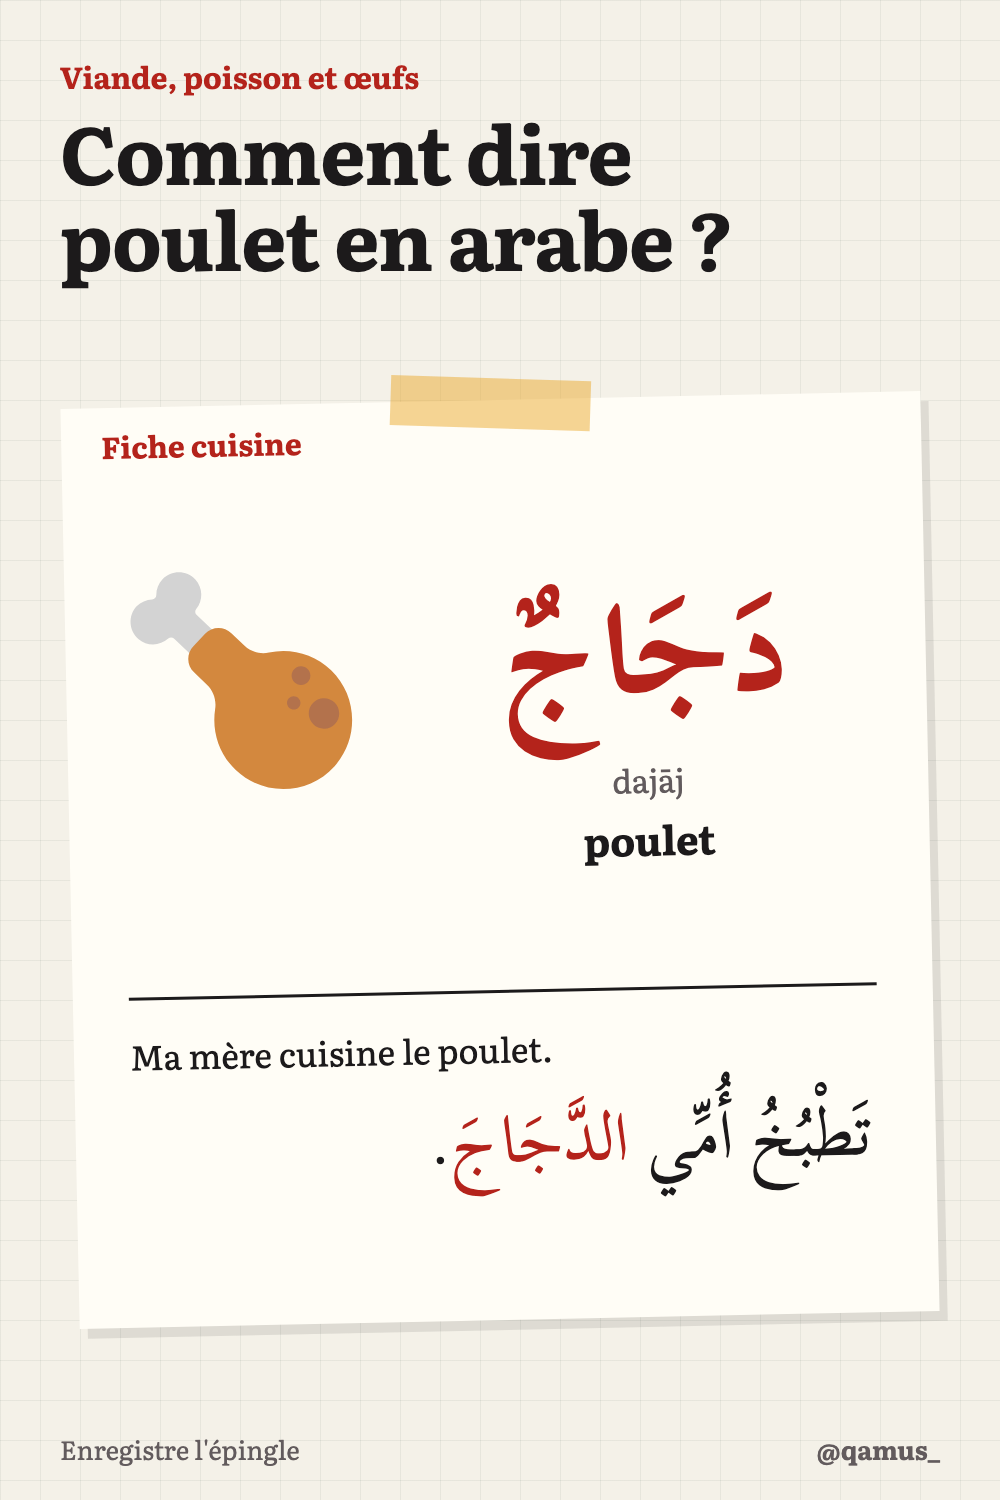 Viande, poisson et œufs
Comment dire
poulet en arabe ?
Fiche cuisine
دَجَاجٌ
dajāj
poulet
Ma mère cuisine le poulet.
تَطْبُخُ أُمِّي الدَّجَاجَ.
Enregistre l'épingle
@qamus_